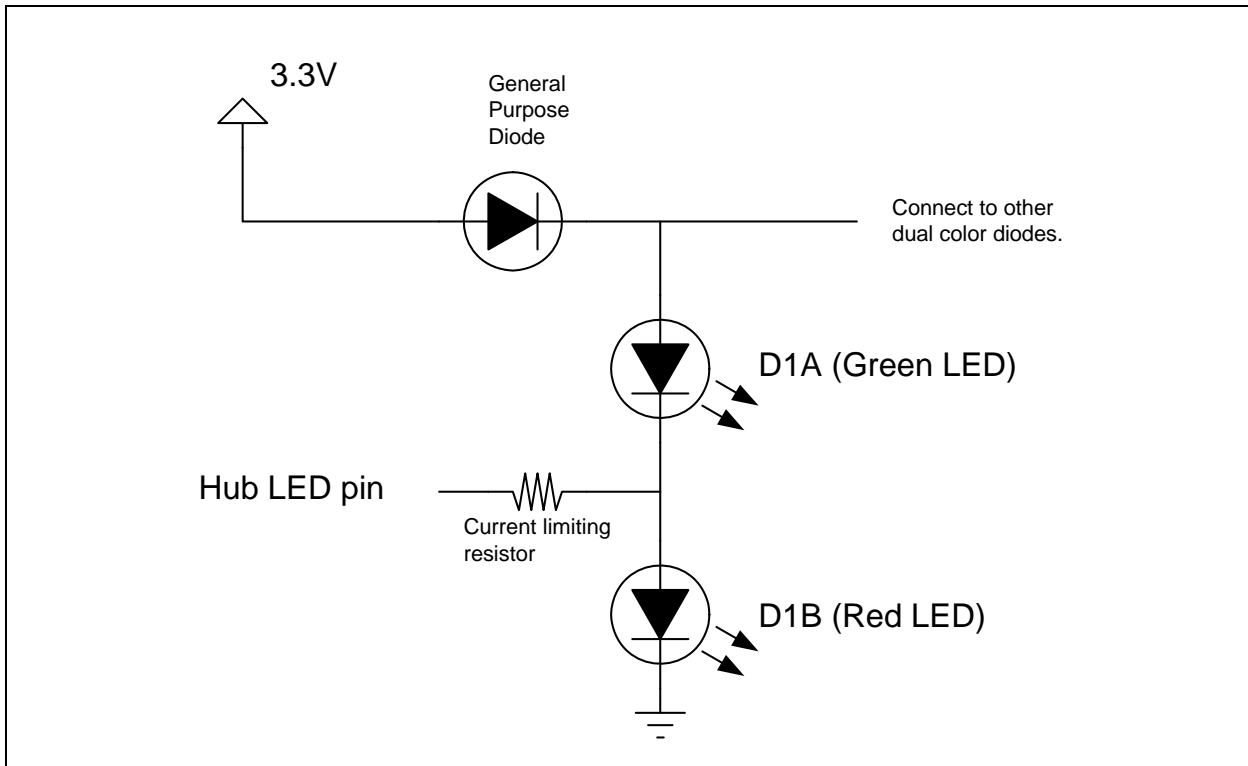 3.3V
General
Purpose
Diode
Connect to other
dual color diodes.
D1A (Green LED)
Hub LED pin
Current limiting
resistor
D1B (Red LED)